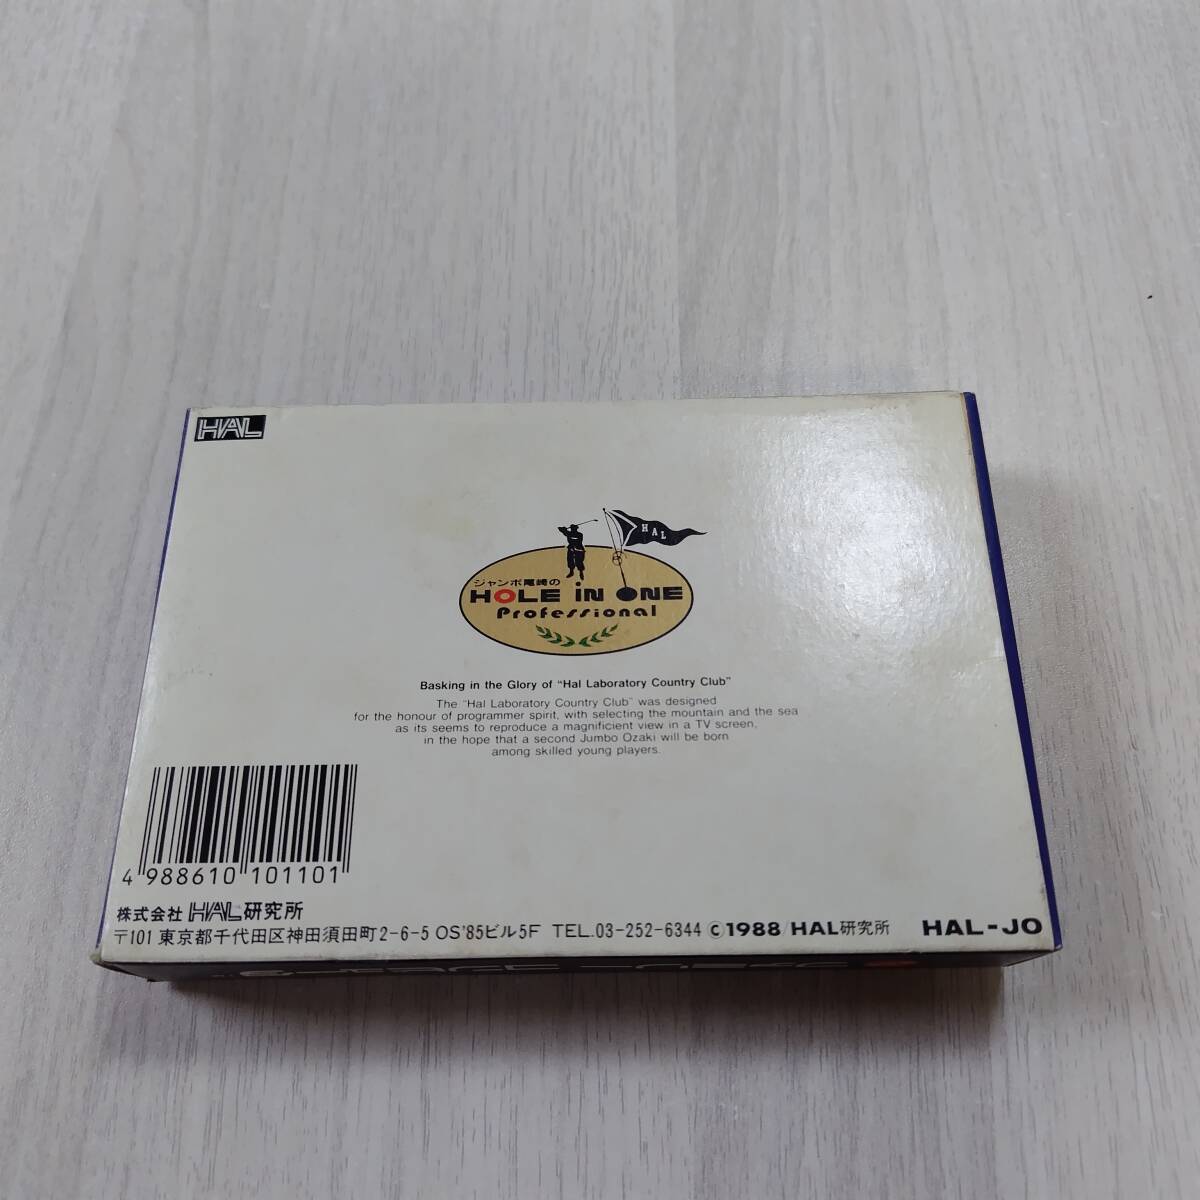 HAL
HAL
ジャンボ尾崎の
HOLE IN ONE
Professional
Basking in the Glory of "Hal Laboratory Country Club"
The "Hal Laboratory Country Club" was designed
for the honour of programmer spirit, with selecting the mountain and the sea
as its seems to reproduce a magnificient view in a TV screen,
in the hope that a second Jumbo Ozaki will be born
among skilled young players.
4 988610 101101
株式会社 HAL研究所
〒101 東京都千代田区神田須田町2-6-5 OS'85ビル5F TEL.03-252-6344 ©1988/HAL研究所 HAL-JO